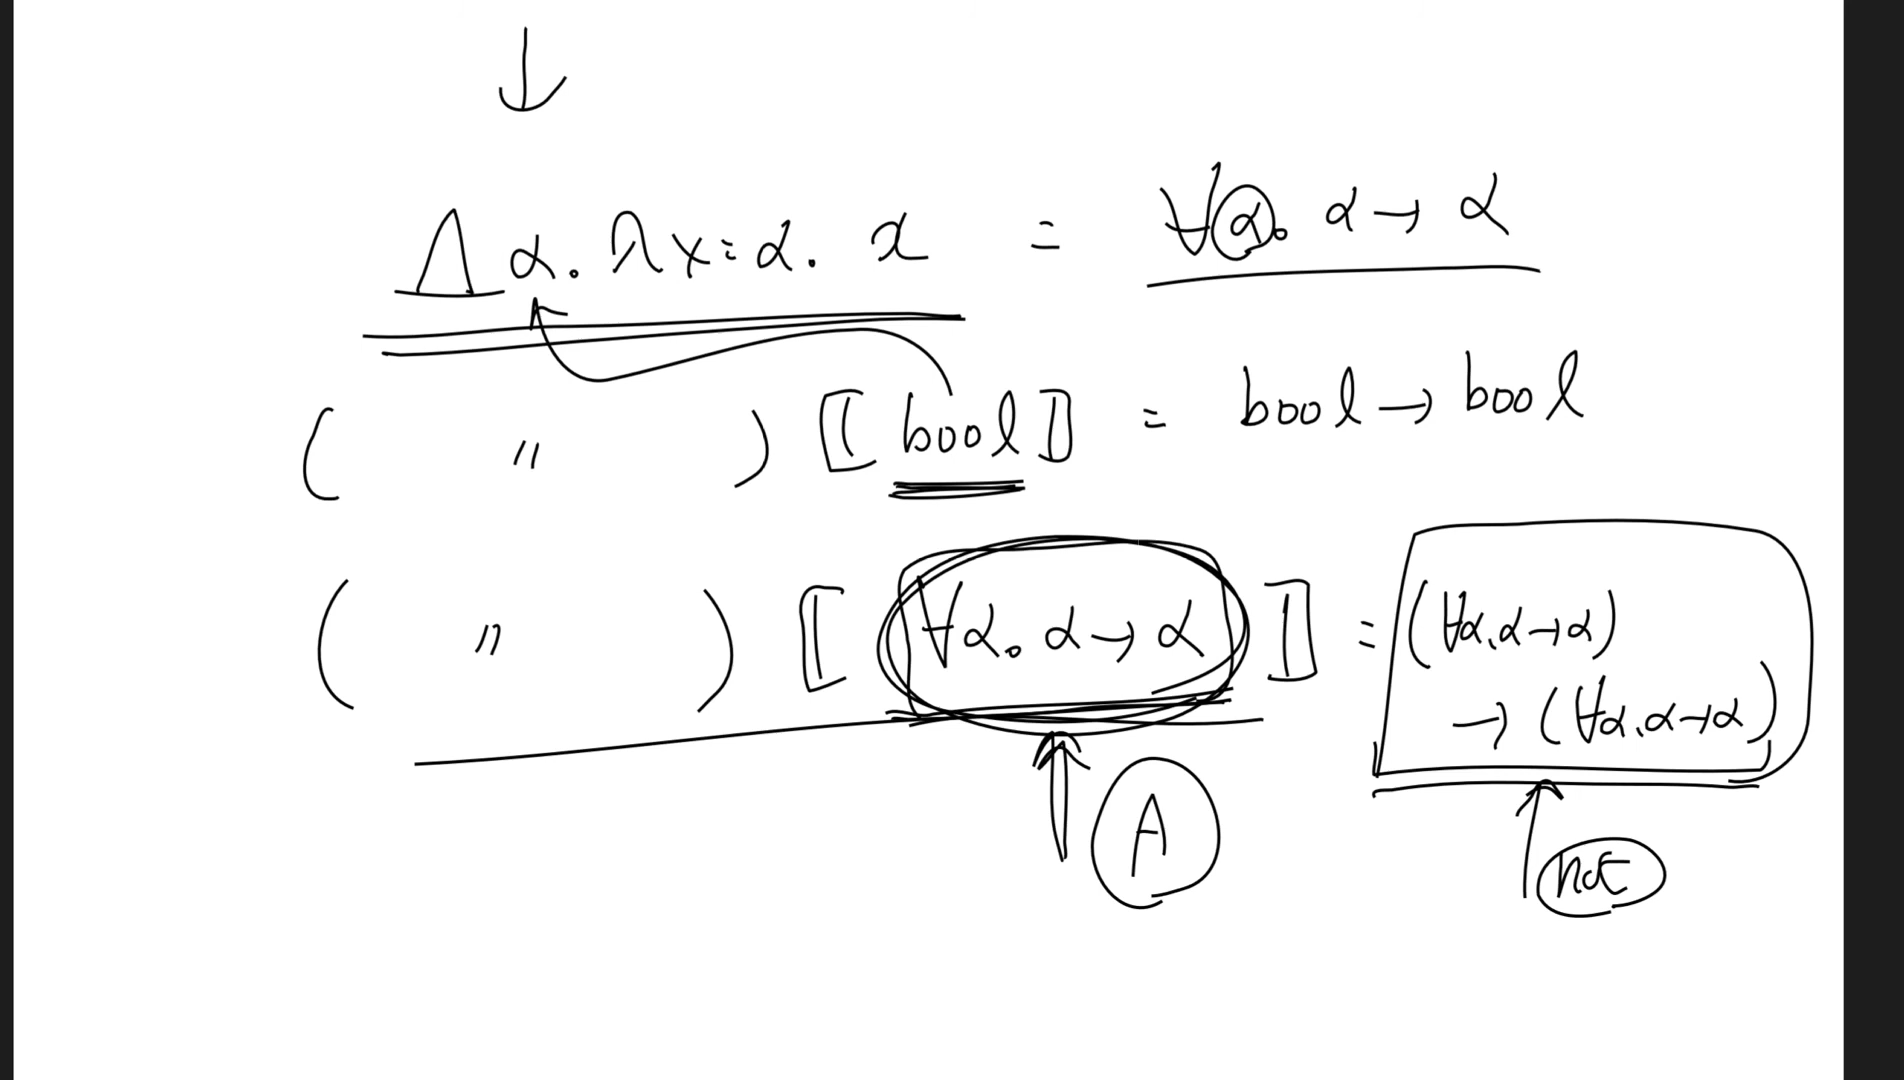 Λα. λx:α. x = ∀α. α→α
( " ) [[bool]] = bool→bool
( " ) [[∀α. α→α]] = (∀α.α→α)
→ (∀α.α→α)
A
not